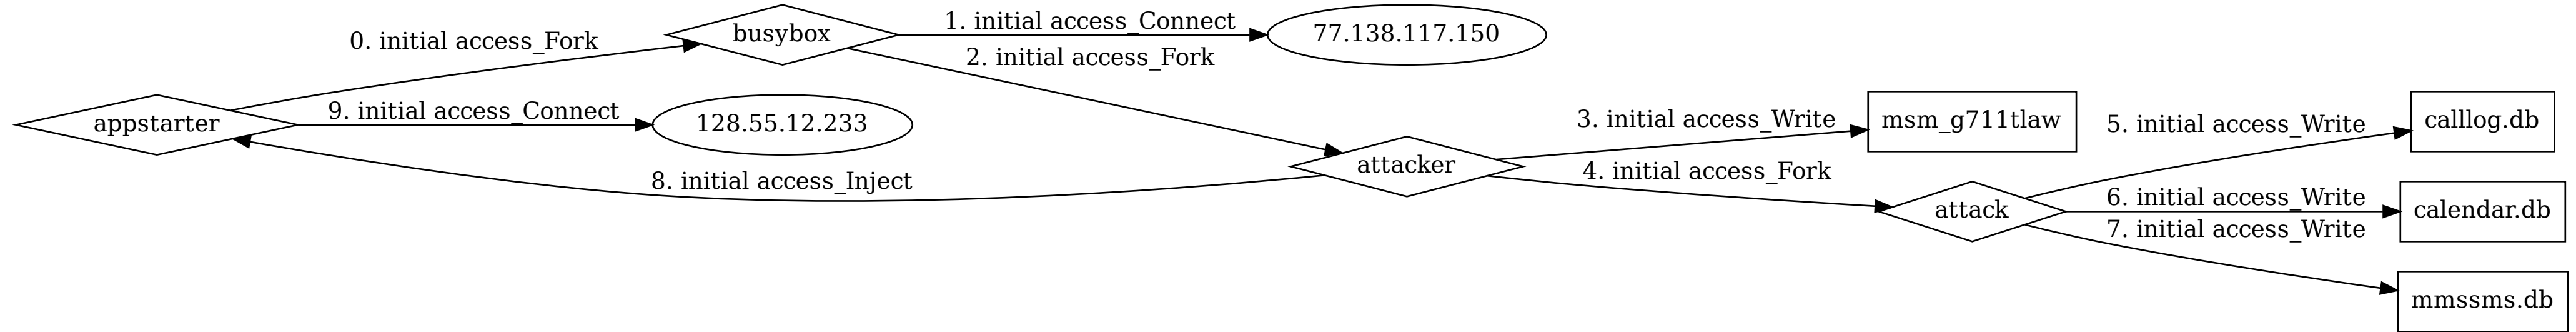 0. initial access_Fork
busybox
1. initial access_Connect
77.138.117.150
2. initial access_Fork
appstarter
9. initial access_Connect
128.55.12.233
8. initial access_Inject
attacker
3. initial access_Write
msm_g711tlaw
4. initial access_Fork
attack
5. initial access_Write
calllog.db
6. initial access_Write
calendar.db
7. initial access_Write
mmssms.db